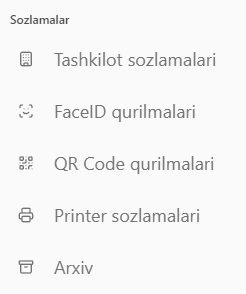 Sozlamalar
Tashkilot sozlamalari
FaceID qurilmalari
QR Code qurilmalari
Printer sozlamalari
Arxiv